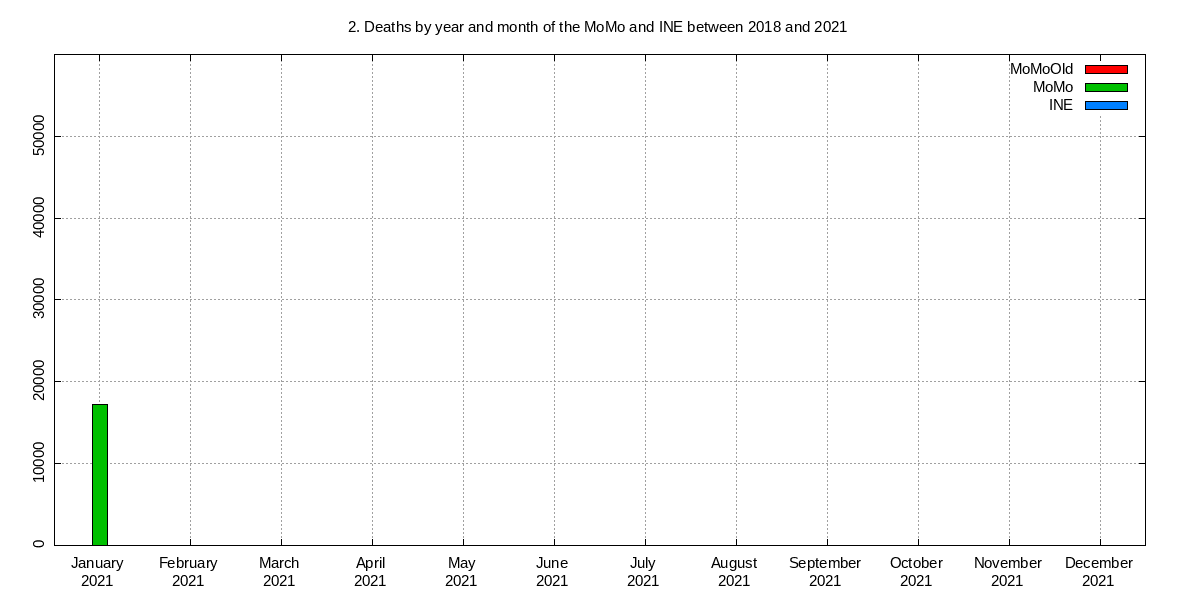 2. Deaths by year and month of the MoMo and INE between 2018 and 2021
MoMoOld
MoMo
INE
50000
40000
30000
20000
10000
0
January February March April May June July August September October November December
2021 2021 2021 2021 2021 2021 2021 2021 2021 2021 2021 2021